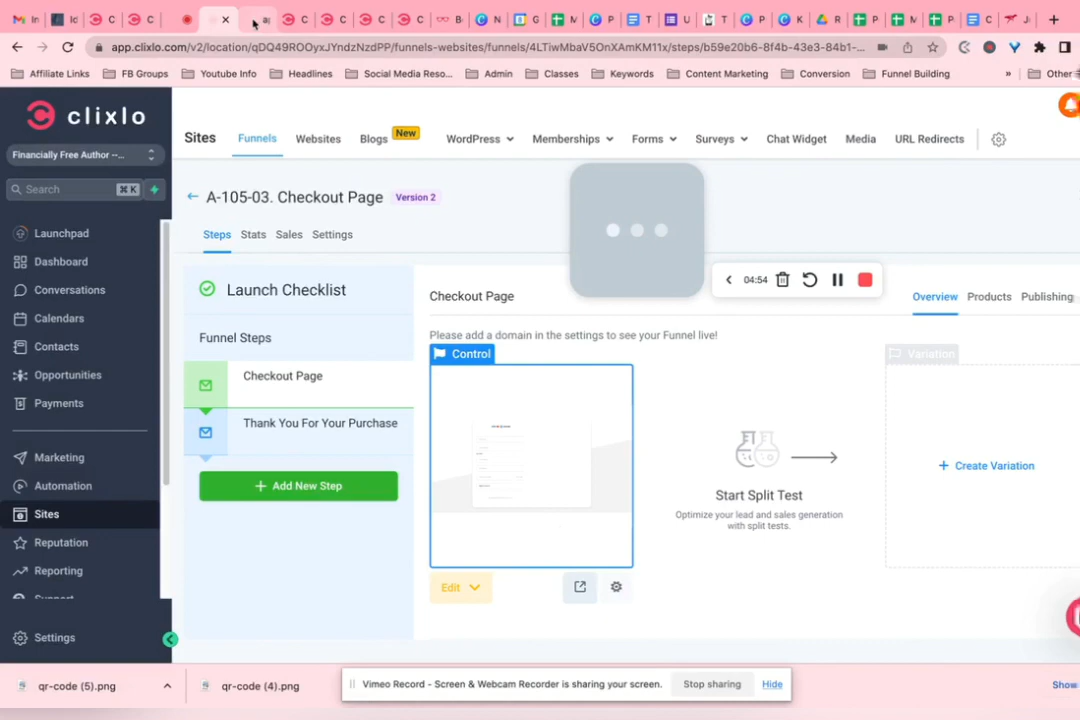 M
Id
C
C
×
ap
C
C
C
C
B
N
G
M
P
T
U
T
P
K
R
P
M
P
C
J
app.clixlo.com/v2/location/qDQ49ROOyxJYndzNzdPP/funnels-websites/funnels/4LTiwMbaV5OnXAmKM11x/steps/b59e20b6-8f4b-43e3-84b1-...
Affiliate Links
FB Groups
Youtube Info
Headlines
Social Media Reso...
Admin
Classes
Keywords
Content Marketing
Conversion
Funnel Building
»
Other
clixlo
Financially Free Author --...
Search
⌘ K
Launchpad
Dashboard
Conversations
Calendars
Contacts
Opportunities
Payments
Marketing
Automation
Sites
Reputation
Reporting
Support
Settings
Sites
Funnels
Websites
Blogs
New
WordPress
Memberships
Forms
Surveys
Chat Widget
Media
URL Redirects
A-105-03. Checkout Page
Version 2
Steps
Stats
Sales
Settings
Launch Checklist
Funnel Steps
Checkout Page
Thank You For Your Purchase
+ Add New Step
04:54
Checkout Page
Overview
Products
Publishing
Please add a domain in the settings to see your Funnel live!
Control
Edit
Start Split Test
Optimize your lead and sales generation
with split tests.
Variation
+ Create Variation
qr-code (5).png
qr-code (4).png
Vimeo Record - Screen & Webcam Recorder is sharing your screen.
Stop sharing
Hide
Show